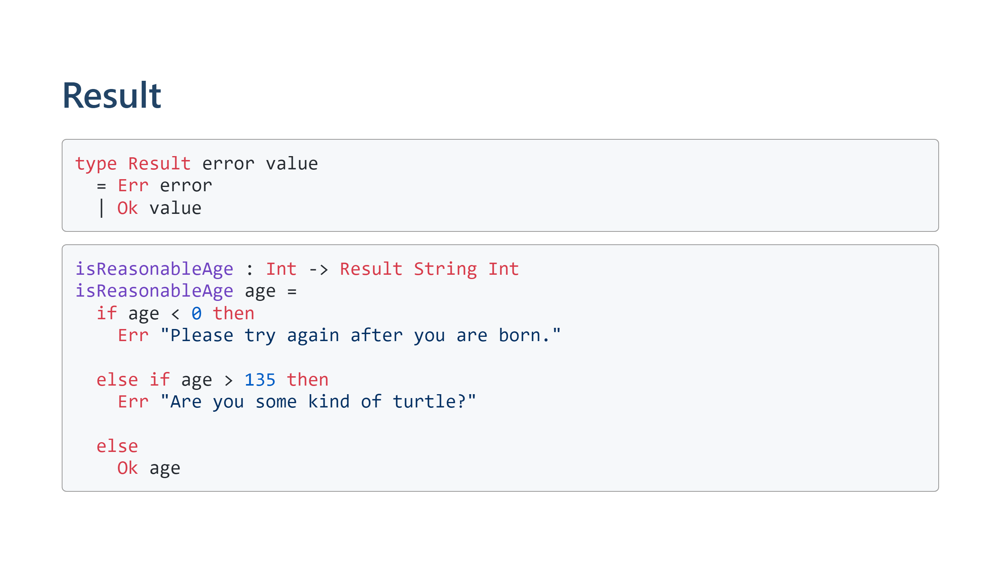 Result
type Result error value
  = Err error
  | Ok value
isReasonableAge : Int -> Result String Int
isReasonableAge age =
  if age < 0 then
    Err "Please try again after you are born."
  else if age > 135 then
    Err "Are you some kind of turtle?"
  else
    Ok age